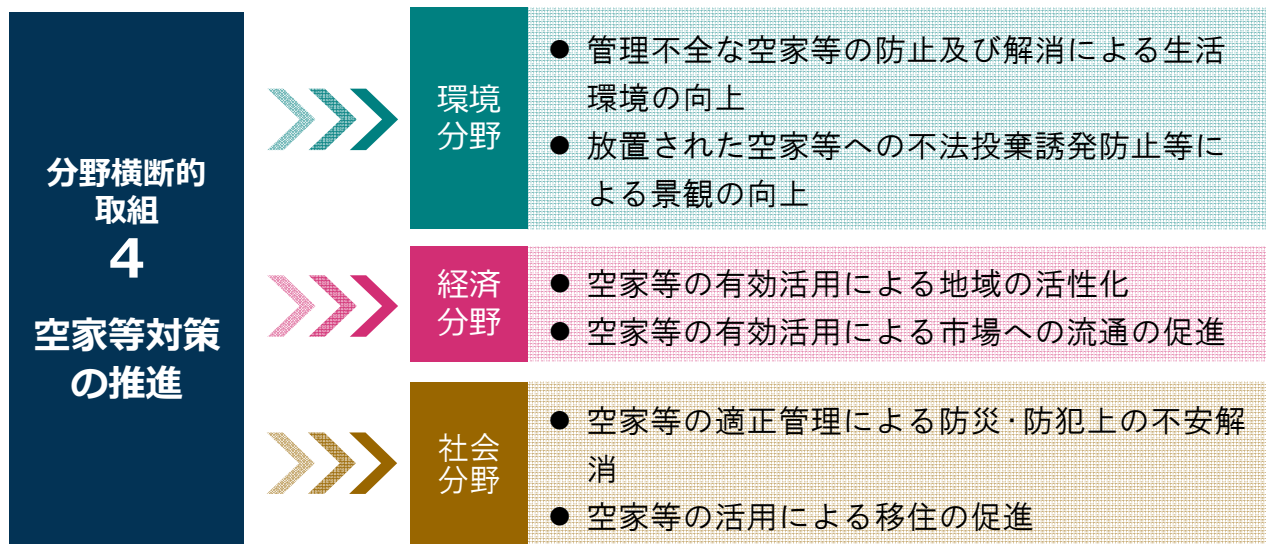 分野横断的
取組
4
空家等対策
の推進
環境
分野
● 管理不全な空家等の防止及び解消による生活
環境の向上
● 放置された空家等への不法投棄誘発防止等に
よる景観の向上
経済
分野
● 空家等の有効活用による地域の活性化
● 空家等の有効活用による市場への流通の促進
社会
分野
● 空家等の適正管理による防災･防犯上の不安解
消
● 空家等の活用による移住の促進